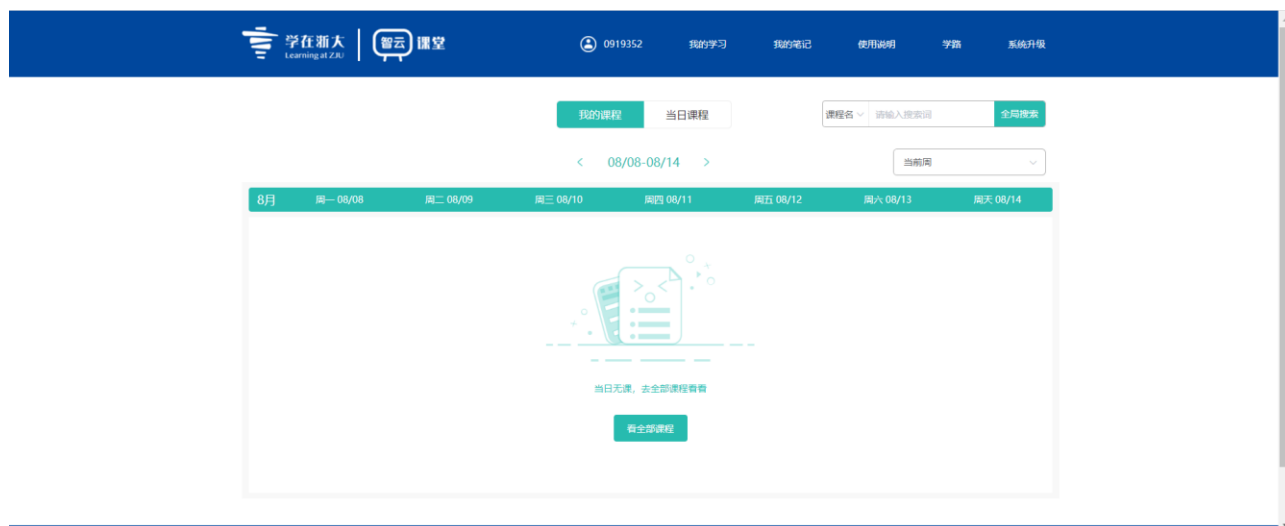 学在浙大 智云 课堂 0919352 我的学习 我的笔记 使用说明 学路 系统升级
Learning at ZJU
我的课程 当日课程 课程名 请输入搜索词 全局搜索
< 08/08-08/14 > 当前周
8月 周一 08/08 周二 08/09 周三 08/10 周四 08/11 周五 08/12 周六 08/13 周天 08/14
当日无课，去全部课程看看
看全部课程